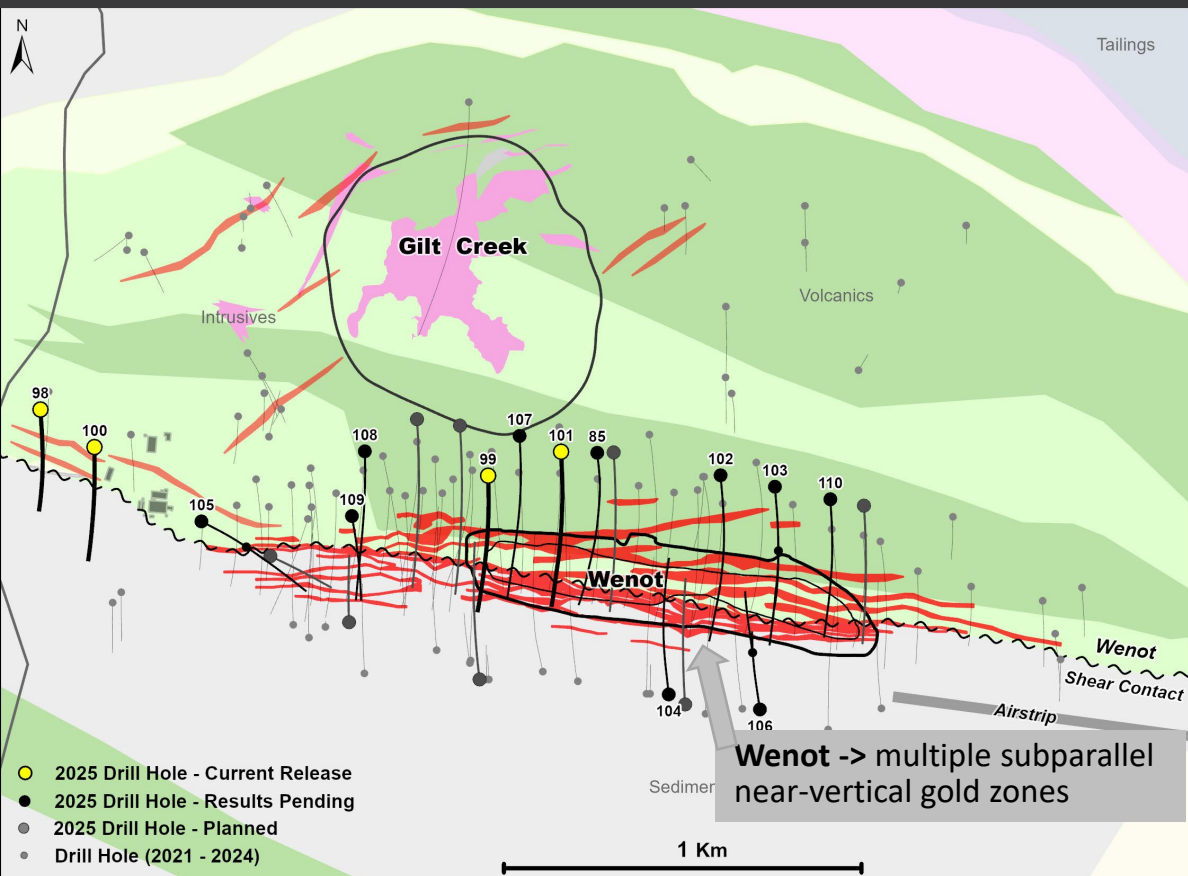 N
Tailings
Gilt Creek
Volcanics
Intrusives
98
100
108
107
101
85
99
102
103
110
109
105
Wenot
Wenot
Shear Contact
Airstrip
104
106
Wenot -> multiple subparallel
near-vertical gold zones
Sedimen
2025 Drill Hole - Current Release
2025 Drill Hole - Results Pending
2025 Drill Hole - Planned
Drill Hole (2021 - 2024)
1 Km